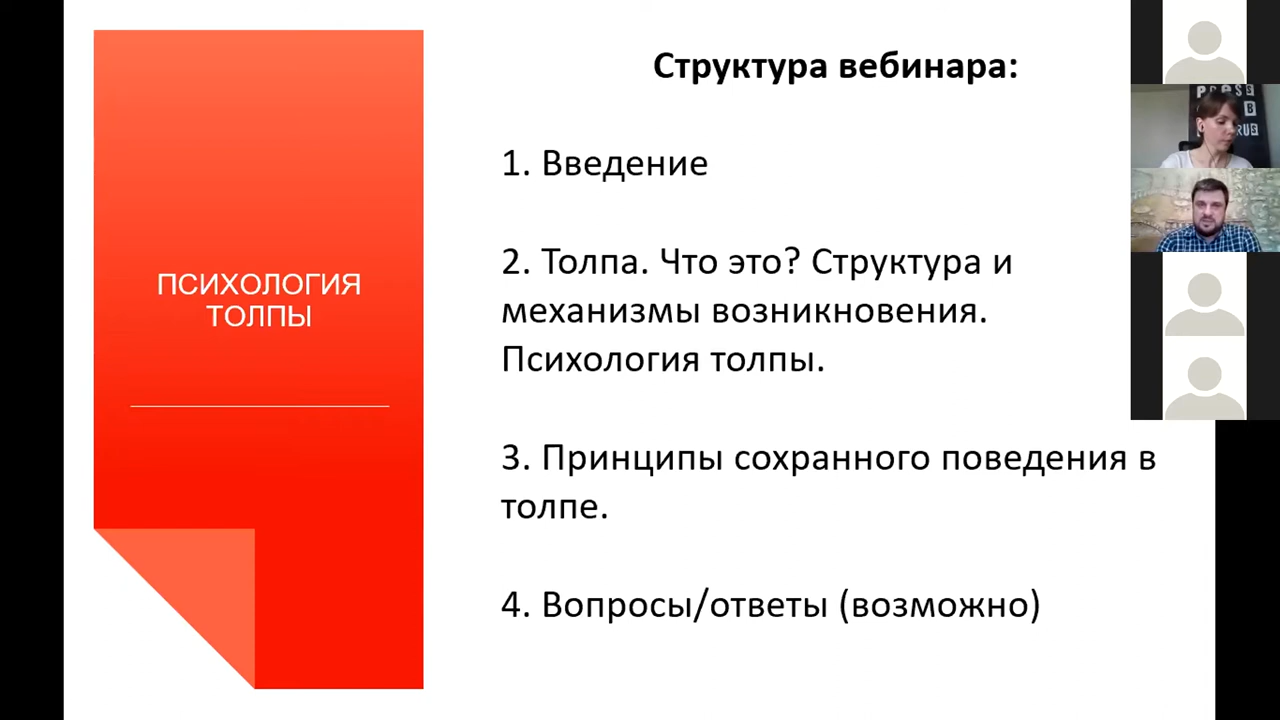 ПСИХОЛОГИЯ
ТОЛПЫ
Структура вебинара:
1. Введение
2. Толпа. Что это? Структура и
механизмы возникновения.
Психология толпы.
3. Принципы сохранного поведения в
толпе.
4. Вопросы/ответы (возможно)
PRESS